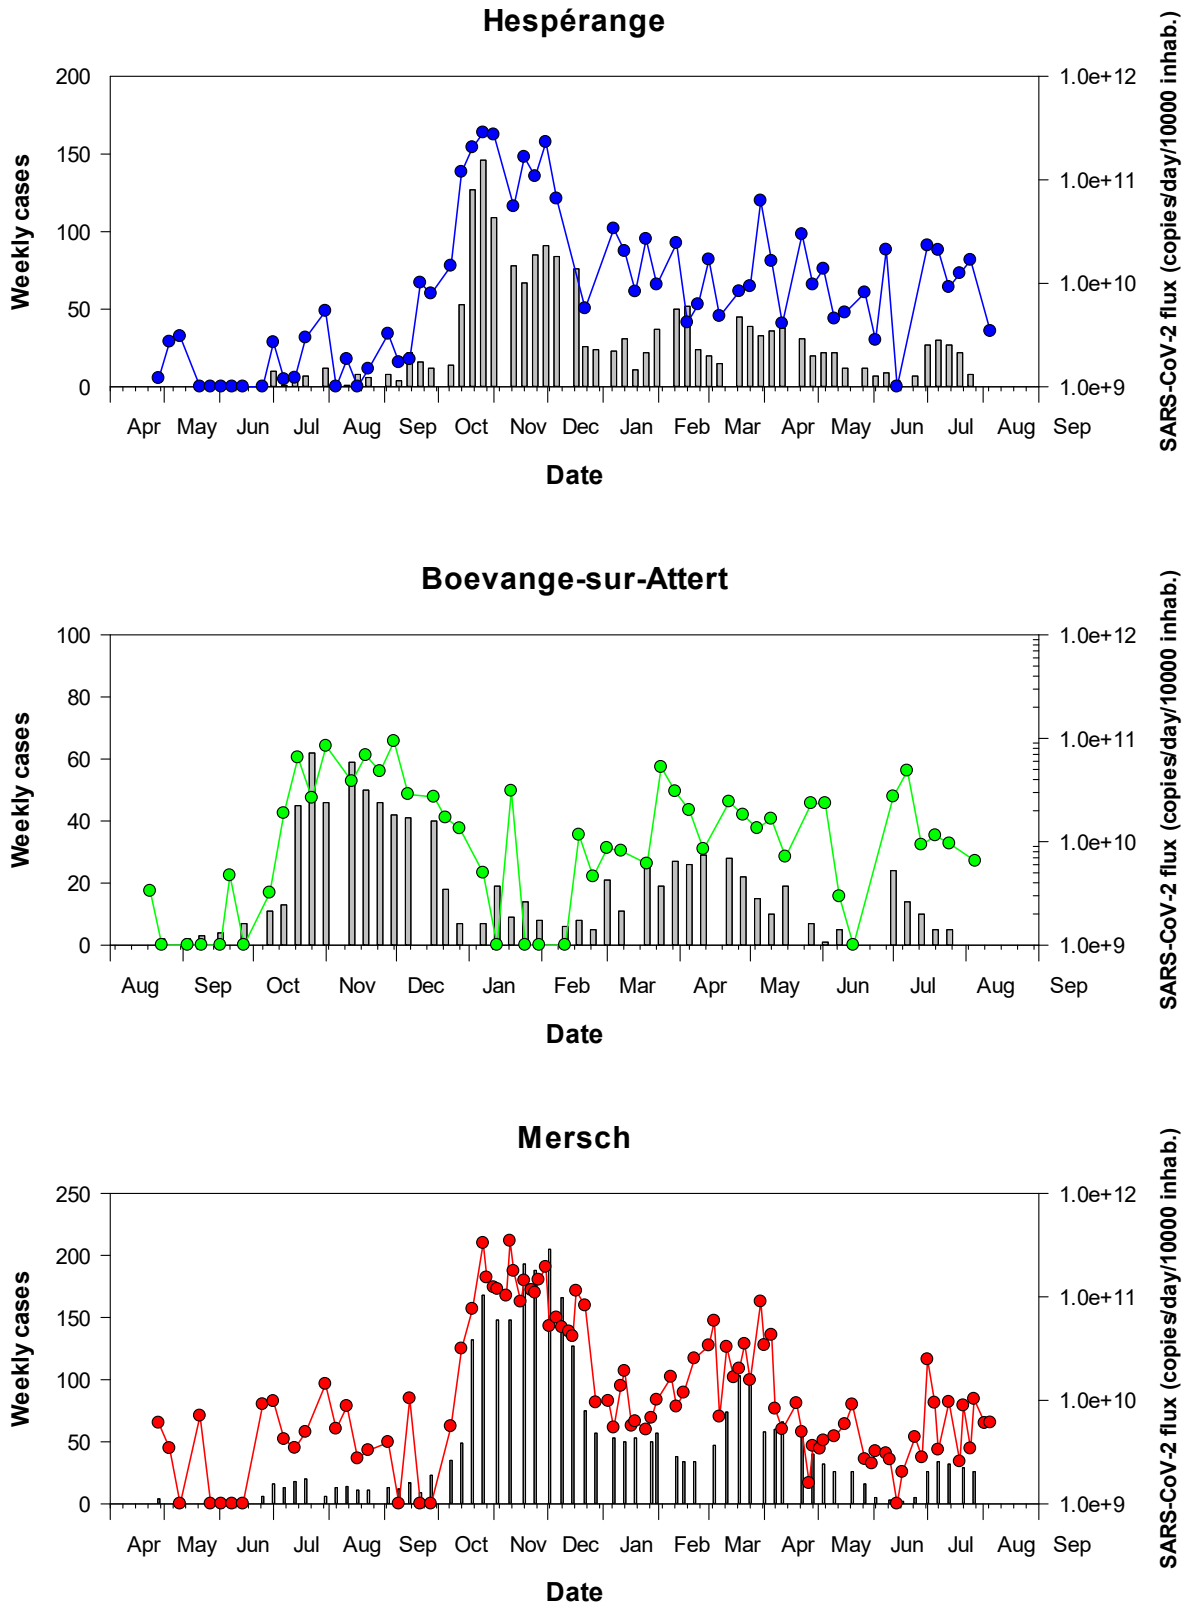 Hespérange
Weekly cases
200
150
100
50
0
1.0e+12
1.0e+11
1.0e+10
1.0e+9
SARS-CoV-2 flux (copies/day/10000 inhab.)
Apr May Jun Jul Aug Sep Oct Nov Dec Jan Feb Mar Apr May Jun Jul Aug Sep
Date
Boevange-sur-Attert
Weekly cases
100
80
60
40
20
0
1.0e+12
1.0e+11
1.0e+10
1.0e+9
SARS-CoV-2 flux (copies/day/10000 inhab.)
Aug Sep Oct Nov Dec Jan Feb Mar Apr May Jun Jul Aug Sep
Date
Mersch
Weekly cases
250
200
150
100
50
0
1.0e+12
1.0e+11
1.0e+10
1.0e+9
SARS-CoV-2 flux (copies/day/10000 inhab.)
Apr May Jun Jul Aug Sep Oct Nov Dec Jan Feb Mar Apr May Jun Jul Aug Sep
Date